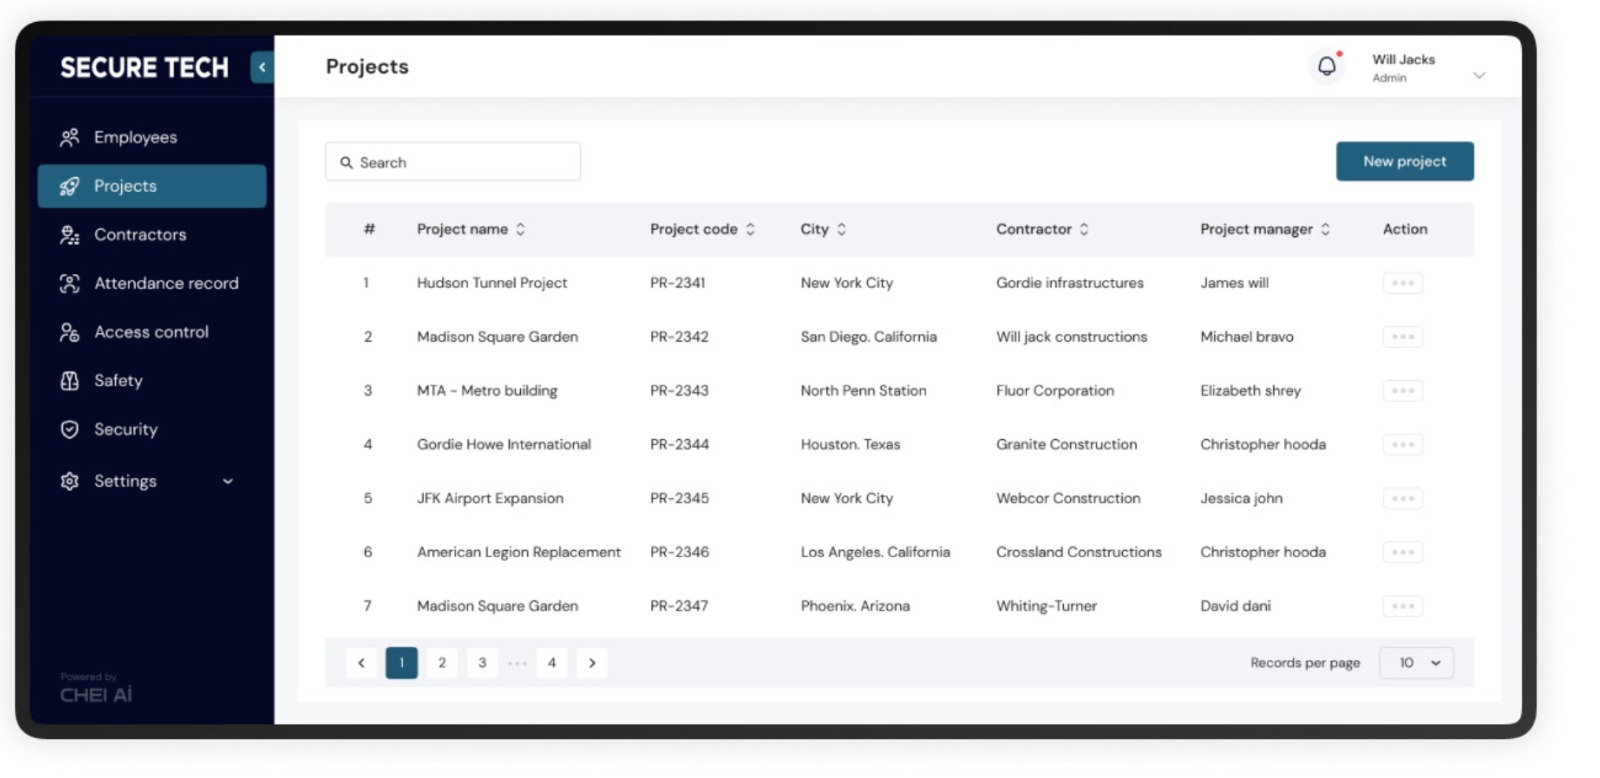 SECURE TECH
Projects
Will Jacks
Admin
Employees
Projects
Contractors
Attendance record
Access control
Safety
Security
Settings
Powered by,
CHEI Ai
Search
New project
# Project name Project code City Contractor Project manager Action
1 Hudson Tunnel Project PR-2341 New York City Gordie infrastructures James will
2 Madison Square Garden PR-2342 San Diego. California Will jack constructions Michael bravo
3 MTA - Metro building PR-2343 North Penn Station Fluor Corporation Elizabeth shrey
4 Gordie Howe International PR-2344 Houston. Texas Granite Construction Christopher hooda
5 JFK Airport Expansion PR-2345 New York City Webcor Construction Jessica john
6 American Legion Replacement PR-2346 Los Angeles. California Crossland Constructions Christopher hooda
7 Madison Square Garden PR-2347 Phoenix. Arizona Whiting-Turner David dani
1 2 3 ... 4 Records per page 10